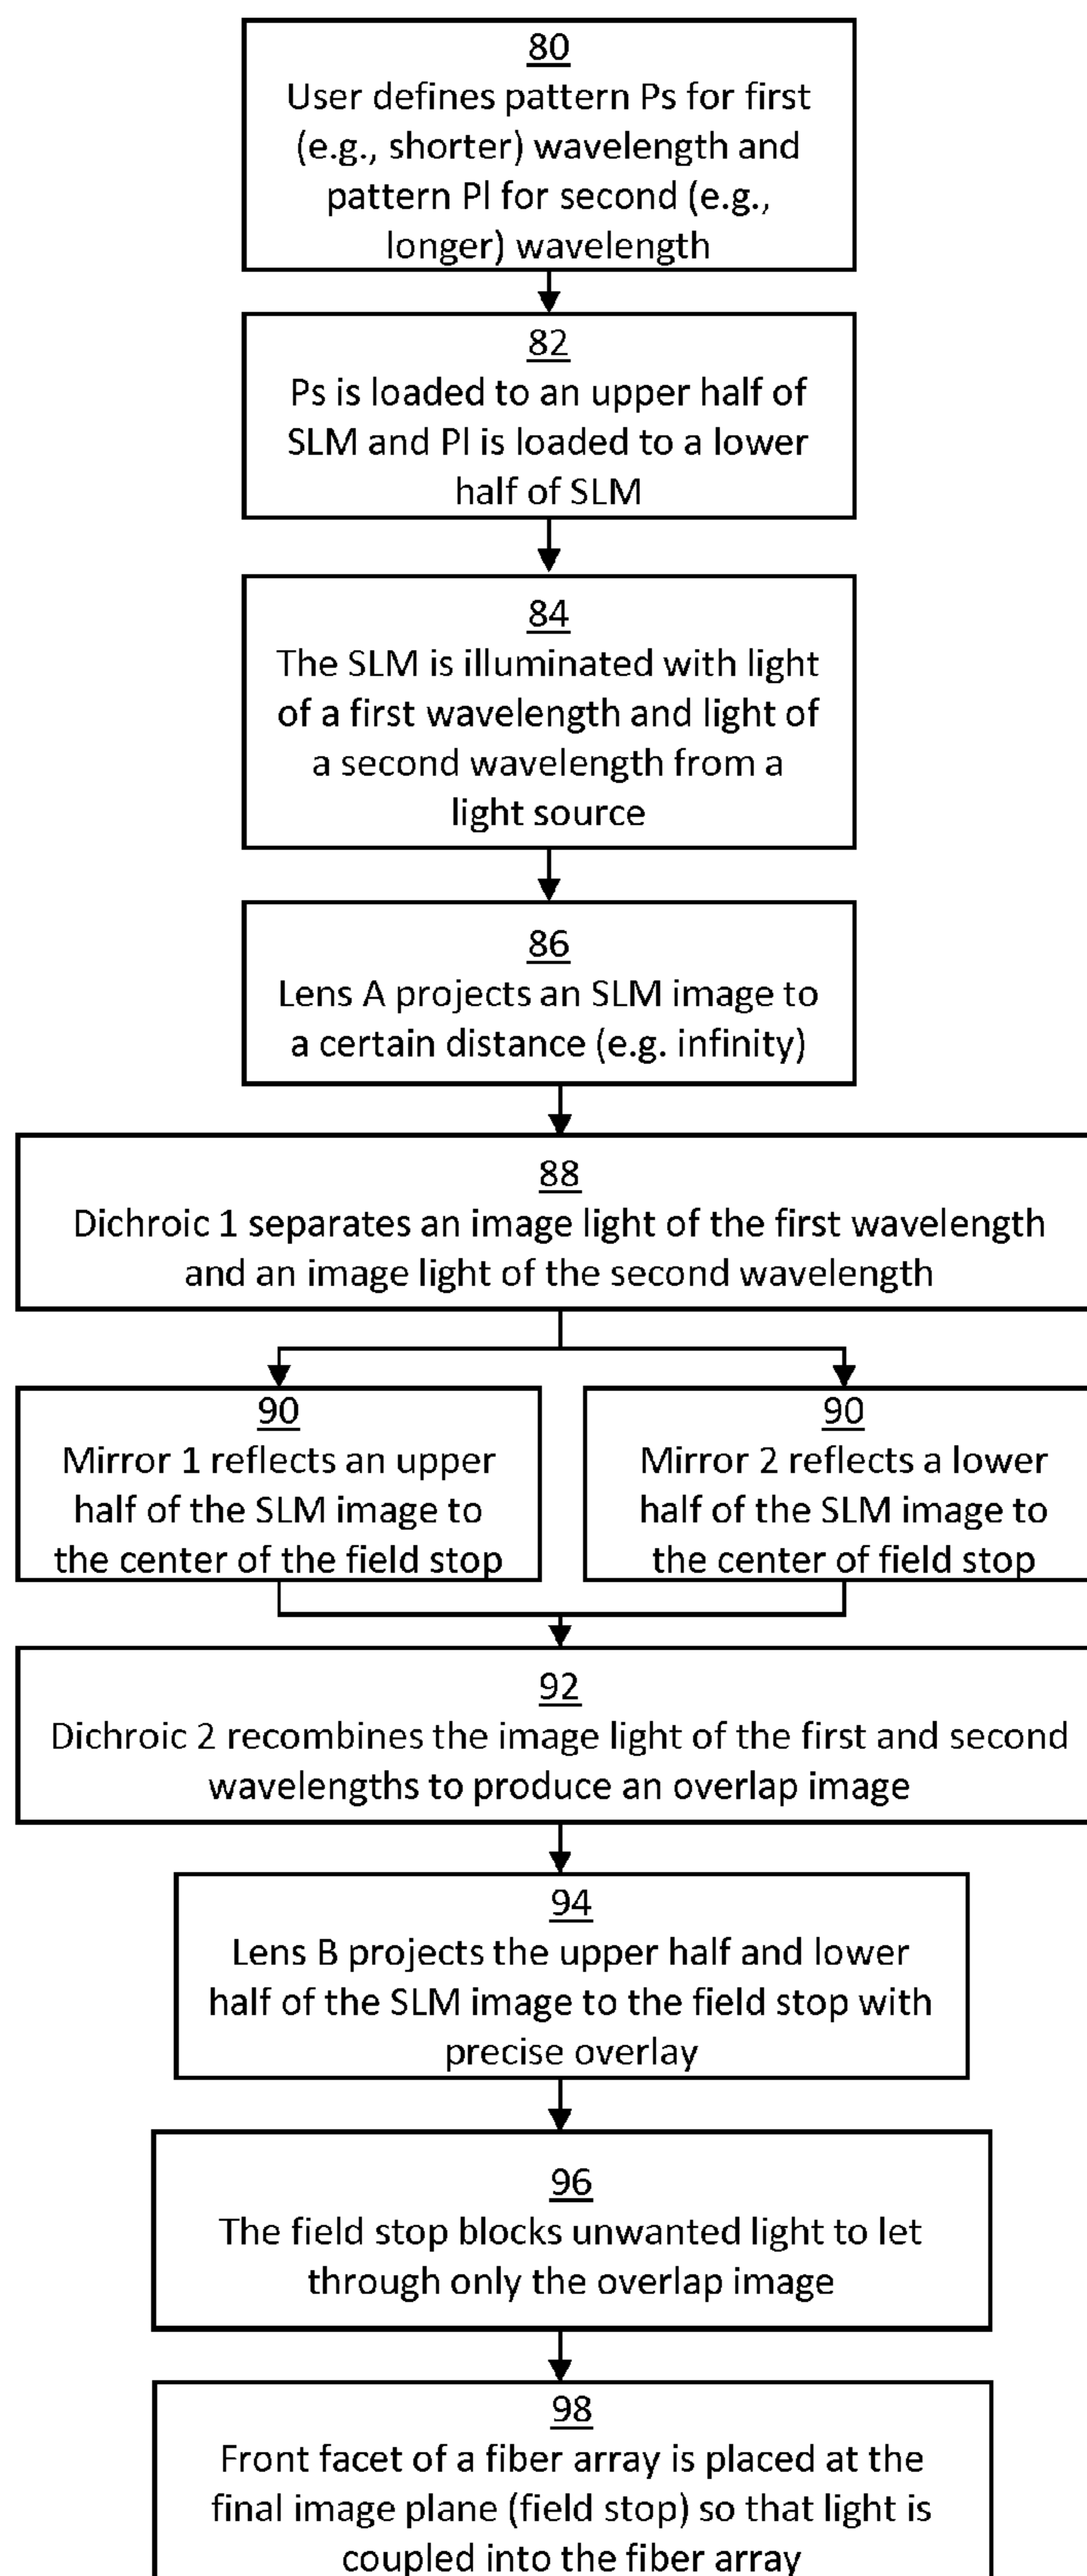 80
User defines pattern Ps for first
(e.g., shorter) wavelength and
pattern Pl for second (e.g.,
longer) wavelength
82
Ps is loaded to an upper half of
SLM and Pl is loaded to a lower
half of SLM
84
The SLM is illuminated with light
of a first wavelength and light of
a second wavelength from a
light source
86
Lens A projects an SLM image to
a certain distance (e.g. infinity)
88
Dichroic 1 separates an image light of the first wavelength
and an image light of the second wavelength
90
Mirror 1 reflects an upper
half of the SLM image to
the center of the field stop
90
Mirror 2 reflects a lower
half of the SLM image to
the center of field stop
92
Dichroic 2 recombines the image light of the first and second
wavelengths to produce an overlap image
94
Lens B projects the upper half and lower
half of the SLM image to the field stop with
precise overlay
96
The field stop blocks unwanted light to let
through only the overlap image
98
Front facet of a fiber array is placed at the
final image plane (field stop) so that light is
coupled into the fiber array